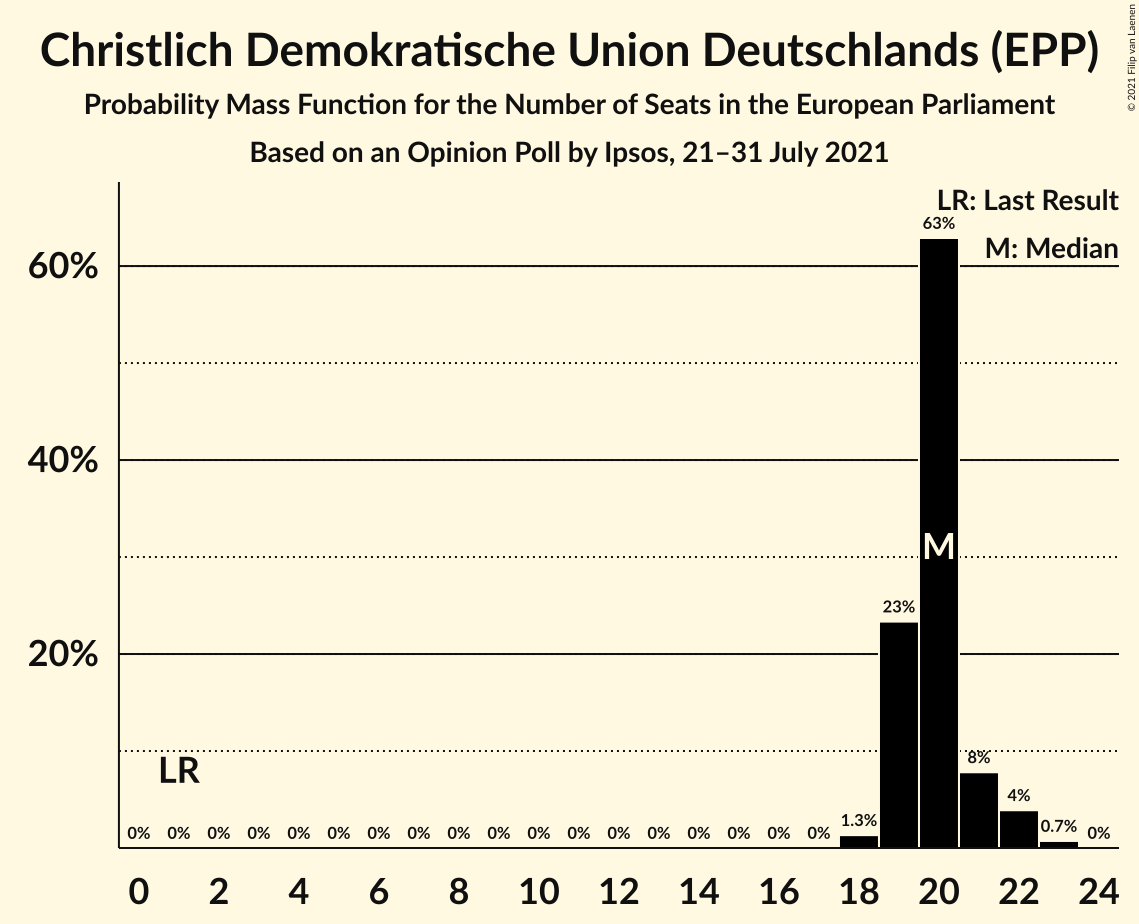 Christlich Demokratische Union Deutschlands (EPP)
Probability Mass Function for the Number of Seats in the European Parliament
Based on an Opinion Poll by Ipsos, 21–31 July 2021
© 2021 Filip van Laenen
LR: Last Result
63%
M: Median
60%
40%
M
23%
20%
LR
8%
4%
0% 0% 0% 0% 0% 0% 0% 0% 0% 0% 0% 0% 0% 0% 0% 0% 0% 0% 1.3% 0.7% 0%
0 2 4 6 8 10 12 14 16 18 20 22 24